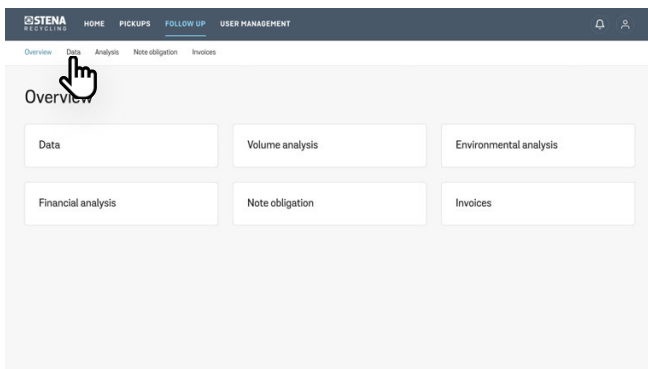 STENA
RECYCLING
HOME PICKUPS FOLLOW UP USER MANAGEMENT
Overview Data Analysis Note obligation Invoices
Overview
Data Volume analysis Environmental analysis
Financial analysis Note obligation Invoices